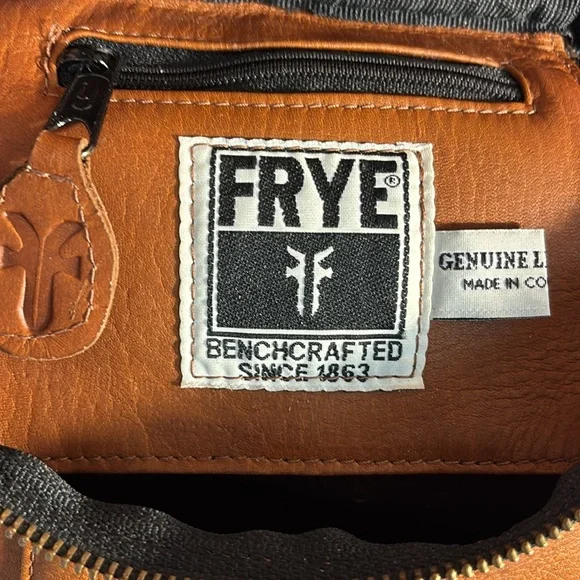 FRYE®
BENCHCRAFTED
SINCE 1863
GENUINE L
MADE IN CO